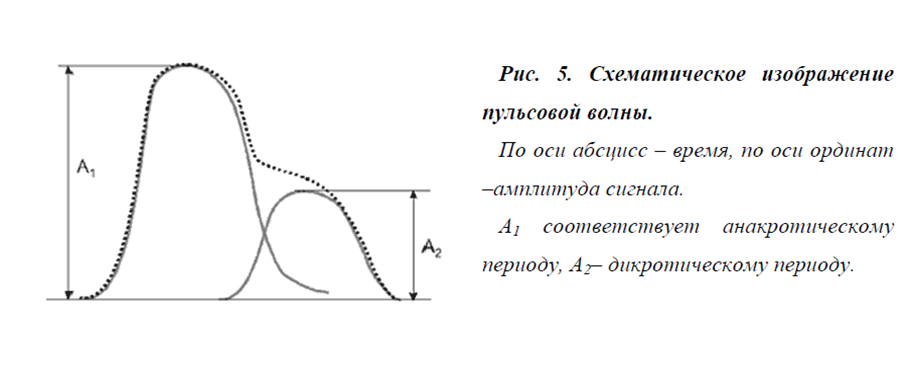 A1
A2
Рис. 5. Схематическое изображение
пульсовой волны.
По оси абсцисс – время, по оси ординат
–амплитуда сигнала.
A1 соответствует анакротическому
периоду, A2– дикротическому периоду.